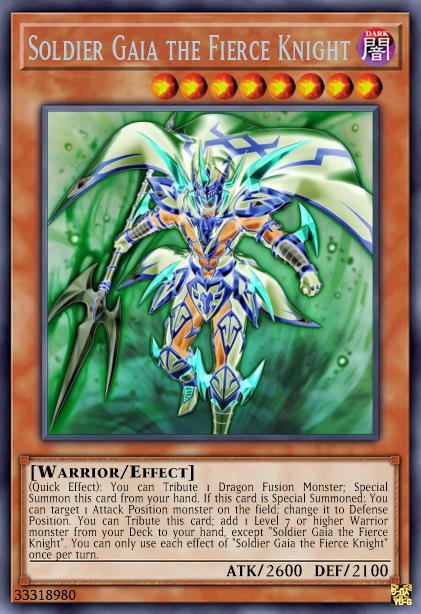 SOLDIER GAIA THE FIERCE KNIGHT
DARK
闇
[WARRIOR/EFFECT]
(Quick Effect): You can Tribute 1 Dragon Fusion Monster; Special
Summon this card from your hand. If this card is Special Summoned: You
can target 1 Attack Position monster on the field; change it to Defense
Position. You can Tribute this card; add 1 Level 7 or higher Warrior
monster from your Deck to your hand, except "Soldier Gaia the Fierce
Knight". You can only use each effect of "Soldier Gaia the Fierce Knight"
once per turn.
ATK/2600 DEF/2100
33318980